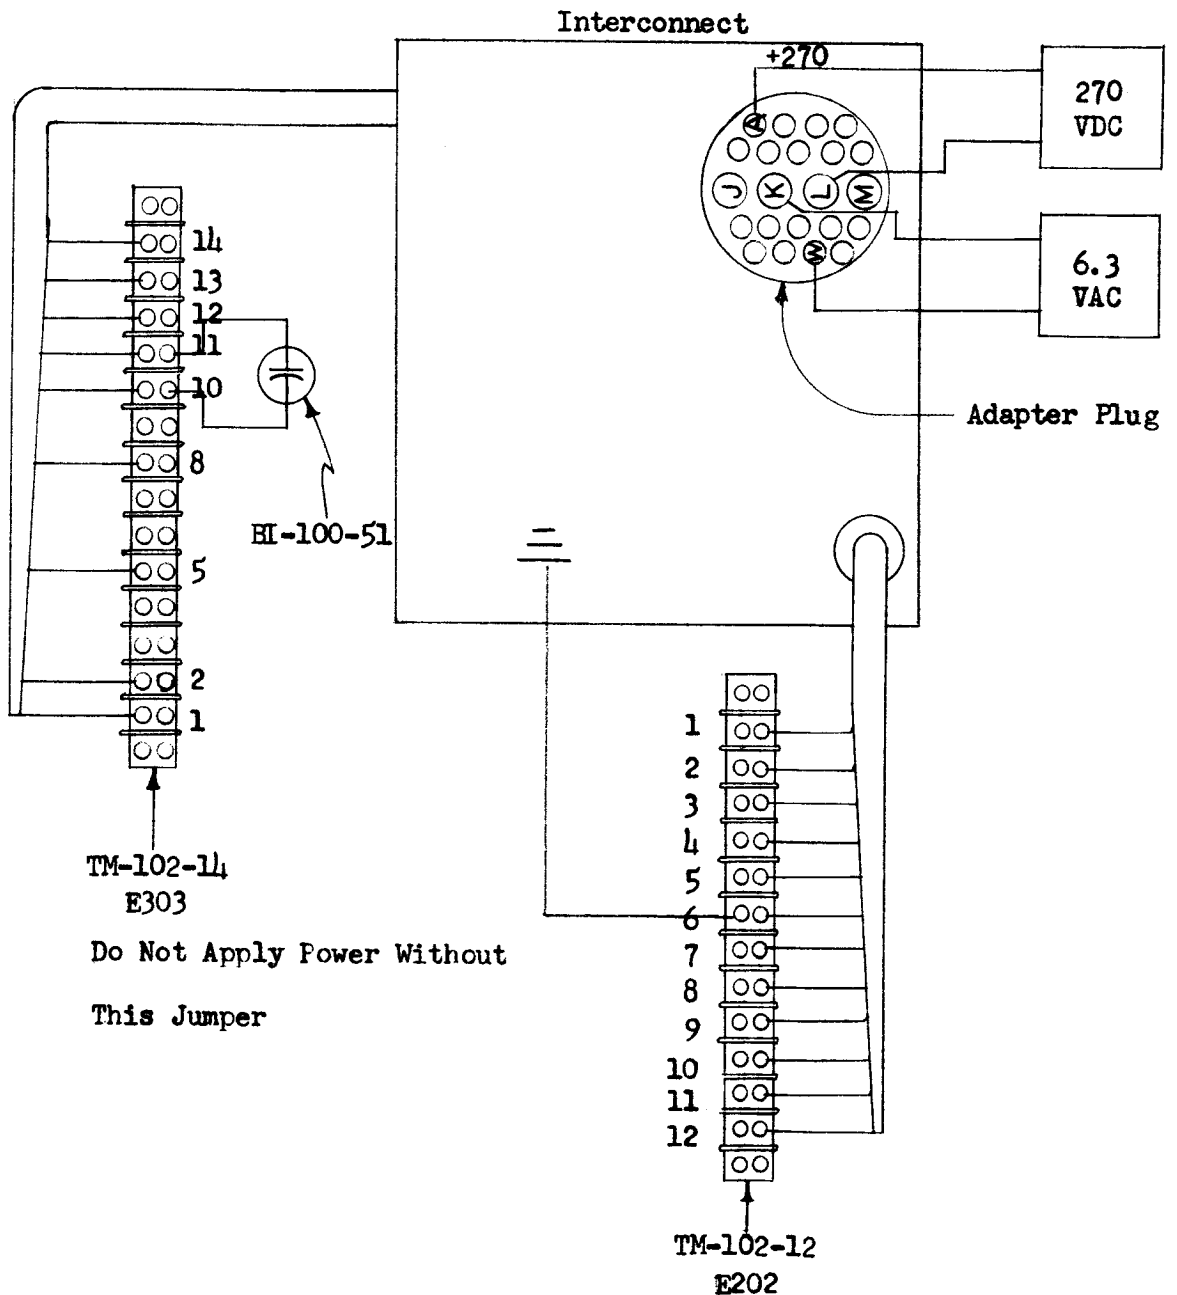 Interconnect
+270
270
VDC
A
J K L M
W
6.3
VAC
14
13
12
11
10
8
5
2
1
BI-100-51
Adapter Plug
TM-102-14
E303
Do Not Apply Power Without
This Jumper
1
2
3
4
5
6
7
8
9
10
11
12
TM-102-12
E202